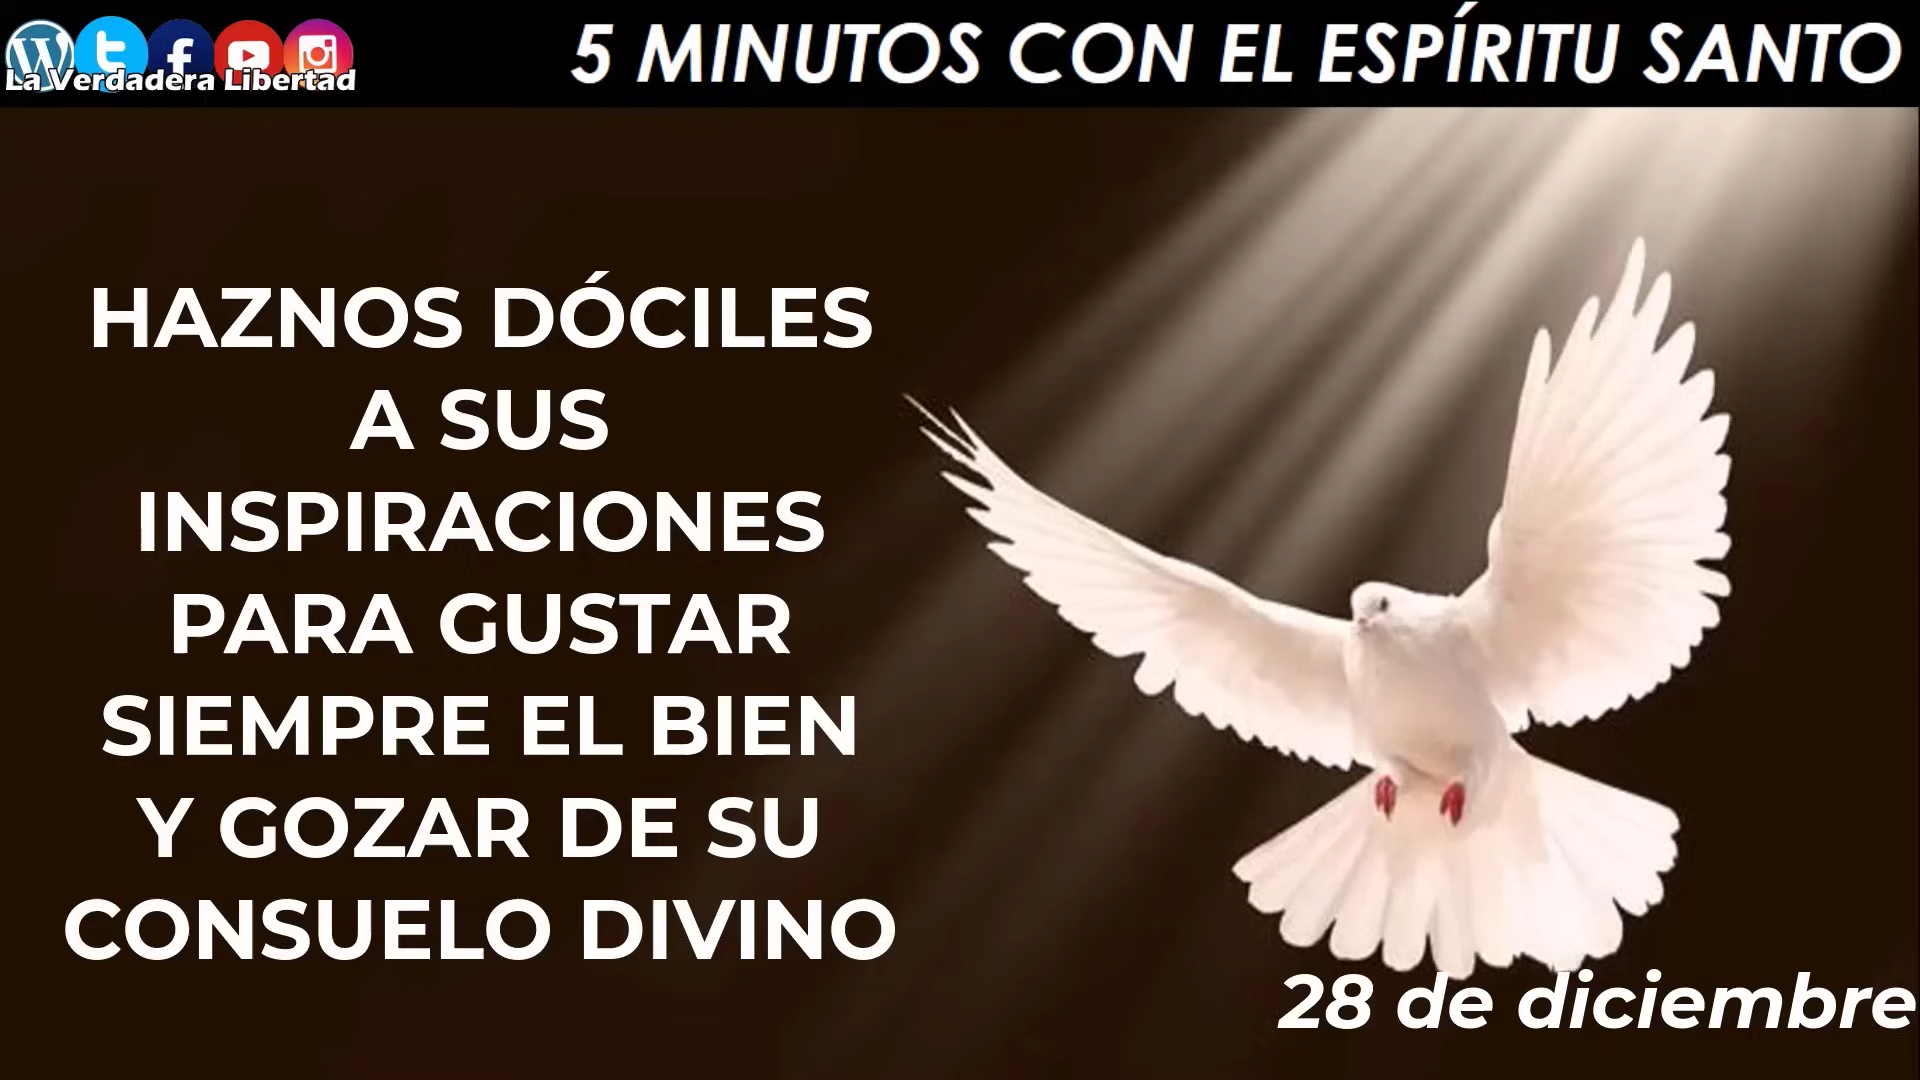 La Verdadera Libertad
5 MINUTOS CON EL ESPÍRITU SANTO
HAZNOS DÓCILES
A SUS
INSPIRACIONES
PARA GUSTAR
SIEMPRE EL BIEN
Y GOZAR DE SU
CONSUELO DIVINO
28 de diciembre